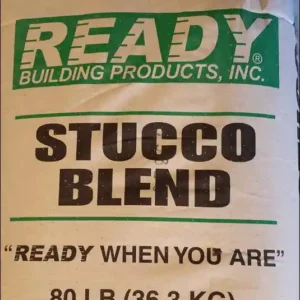 READY®
BUILDING PRODUCTS, INC.
STUCCO
BLEND
"READY WHEN YOU ARE"
80 LB (36.3 KG)